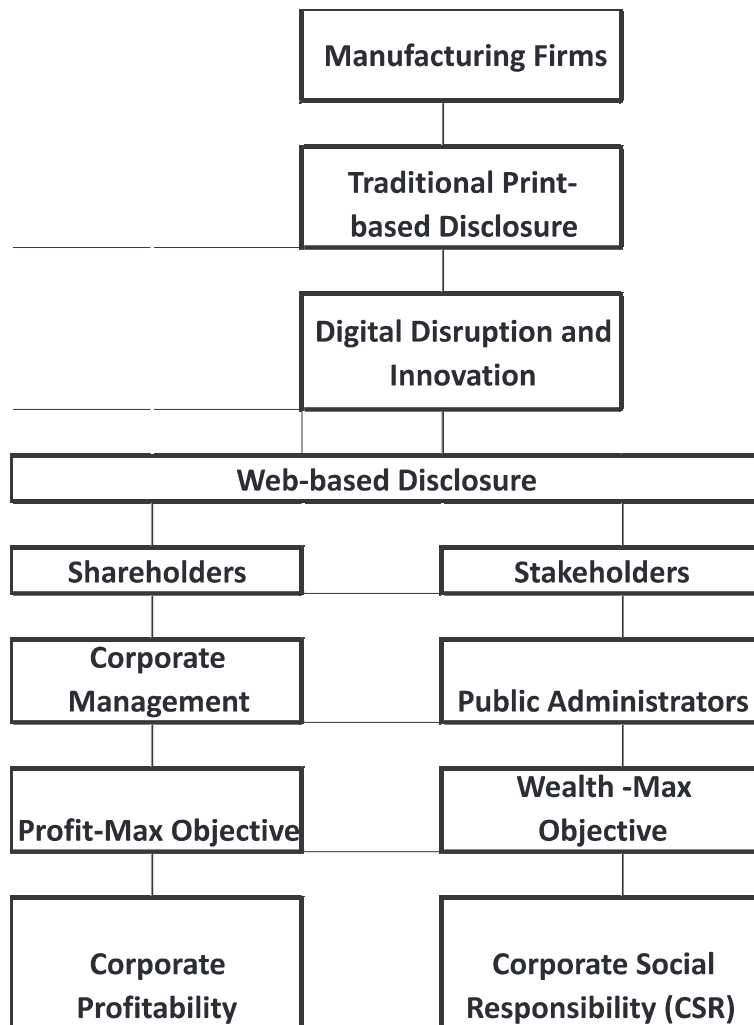 Manufacturing Firms
Traditional Print-
based Disclosure
Digital Disruption and
Innovation
Web-based Disclosure
Shareholders
Stakeholders
Corporate
Management
Public Administrators
Profit-Max Objective
Wealth -Max
Objective
Corporate
Profitability
Corporate Social
Responsibility (CSR)